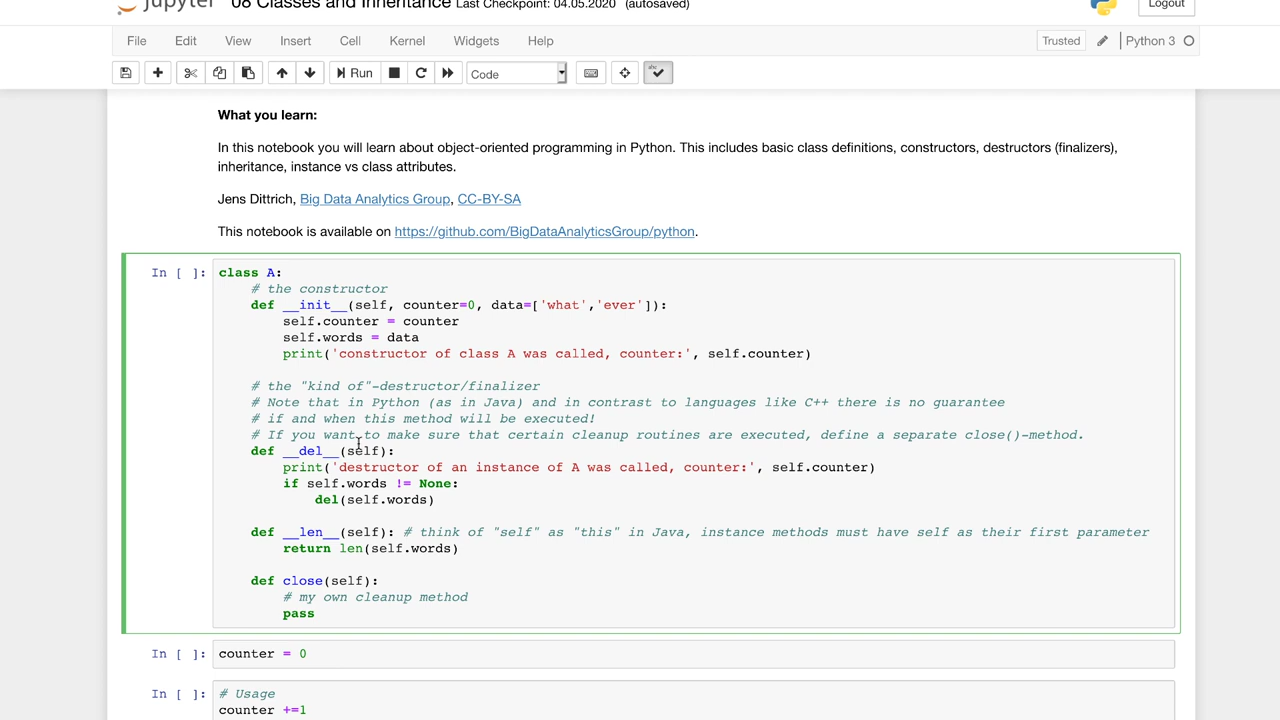 jupyter 08 Classes and Inheritance Last Checkpoint: 04.05.2020 (autosaved) Logout
File Edit View Insert Cell Kernel Widgets Help Trusted Python 3
Run Code
What you learn:
In this notebook you will learn about object-oriented programming in Python. This includes basic class definitions, constructors, destructors (finalizers),
inheritance, instance vs class attributes.
Jens Dittrich, Big Data Analytics Group, CC-BY-SA
This notebook is available on https://github.com/BigDataAnalyticsGroup/python.
In [ ]: class A:
    # the constructor
    def __init__(self, counter=0, data=['what','ever']):
        self.counter = counter
        self.words = data
        print('constructor of class A was called, counter:', self.counter)
    # the "kind of"-destructor/finalizer
    # Note that in Python (as in Java) and in contrast to languages like C++ there is no guarantee
    # if and when this method will be executed!
    # If you want to make sure that certain cleanup routines are executed, define a separate close()-method.
    def __del__(self):
        print('destructor of an instance of A was called, counter:', self.counter)
        if self.words != None:
            del(self.words)
    def __len__(self): # think of "self" as "this" in Java, instance methods must have self as their first parameter
        return len(self.words)
    def close(self):
        # my own cleanup method
        pass
In [ ]: counter = 0
In [ ]: # Usage
counter +=1